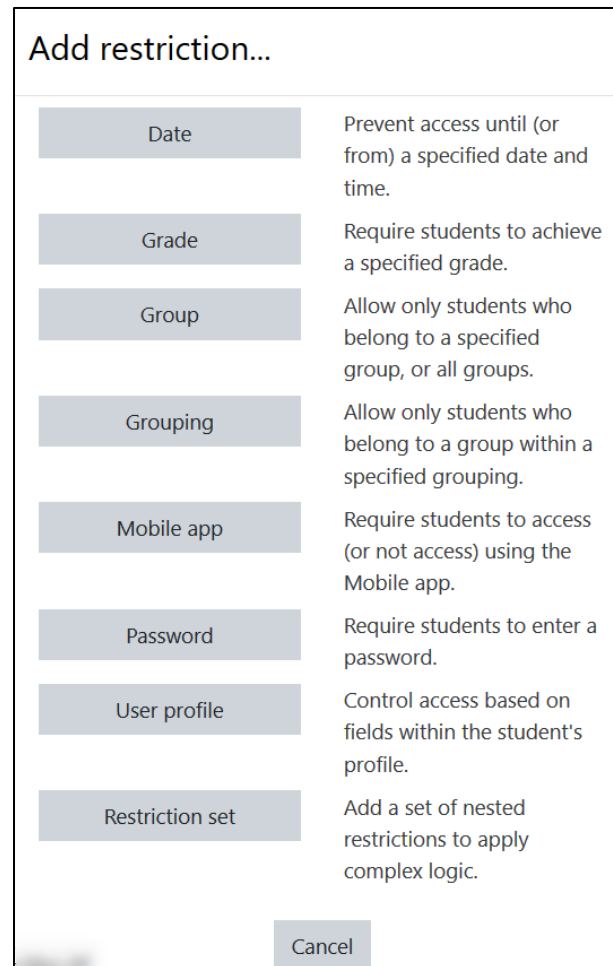 Add restriction...
Date
Prevent access until (or
from) a specified date and
time.
Grade
Require students to achieve
a specified grade.
Group
Allow only students who
belong to a specified
group, or all groups.
Grouping
Allow only students who
belong to a group within a
specified grouping.
Mobile app
Require students to access
(or not access) using the
Mobile app.
Password
Require students to enter a
password.
User profile
Control access based on
fields within the student's
profile.
Restriction set
Add a set of nested
restrictions to apply
complex logic.
Cancel